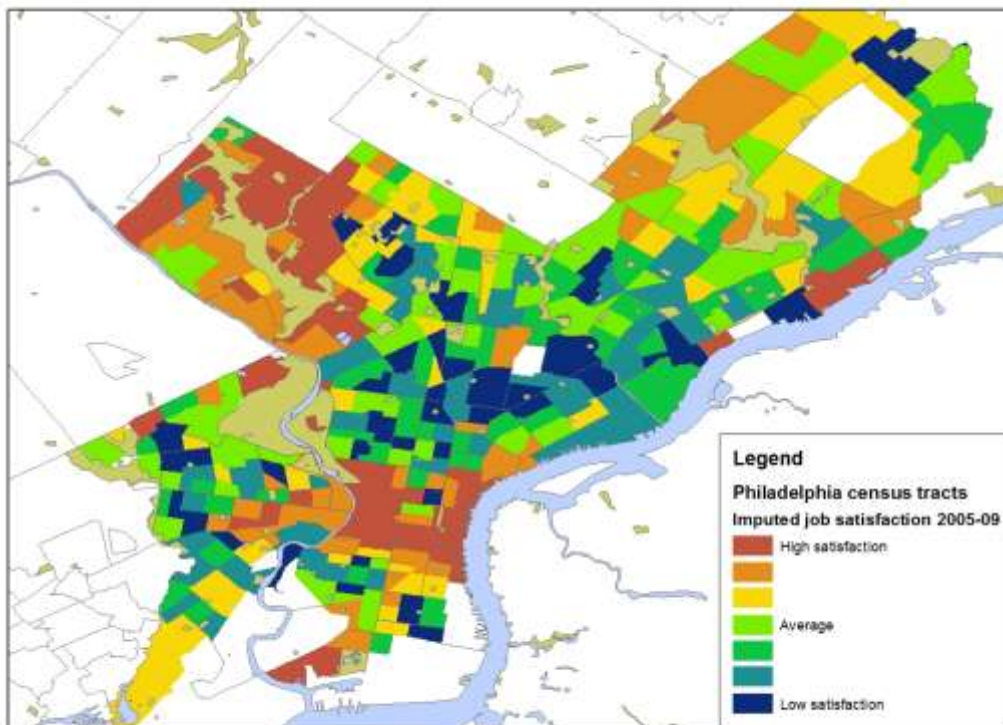 Legend
Philadelphia census tracts
Imputed job satisfaction 2005-09
High satisfaction
Average
Low satisfaction